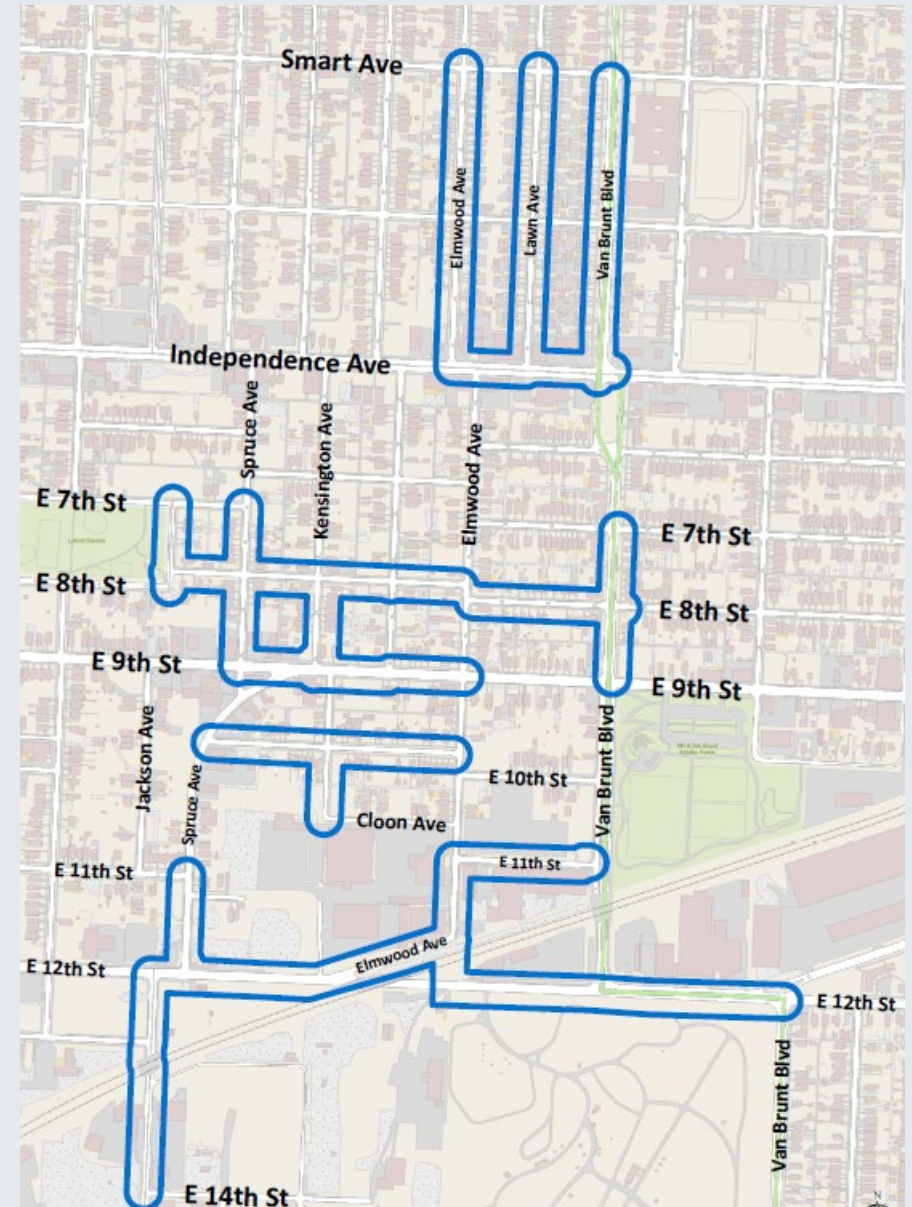 Smart Ave
Elmwood Ave
Lawn Ave
Van Brunt Blvd
Independence Ave
Spruce Ave
Kensington Ave
Elmwood Ave
E 7th St
E 7th St
E 8th St
E 8th St
E 9th St
E 9th St
Jackson Ave
Spruce Ave
Van Brunt Blvd
E 10th St
Cloon Ave
E 11th St
E 11th St
Elmwood Ave
E 12th St
E 12th St
Van Brunt Blvd
E 14th St